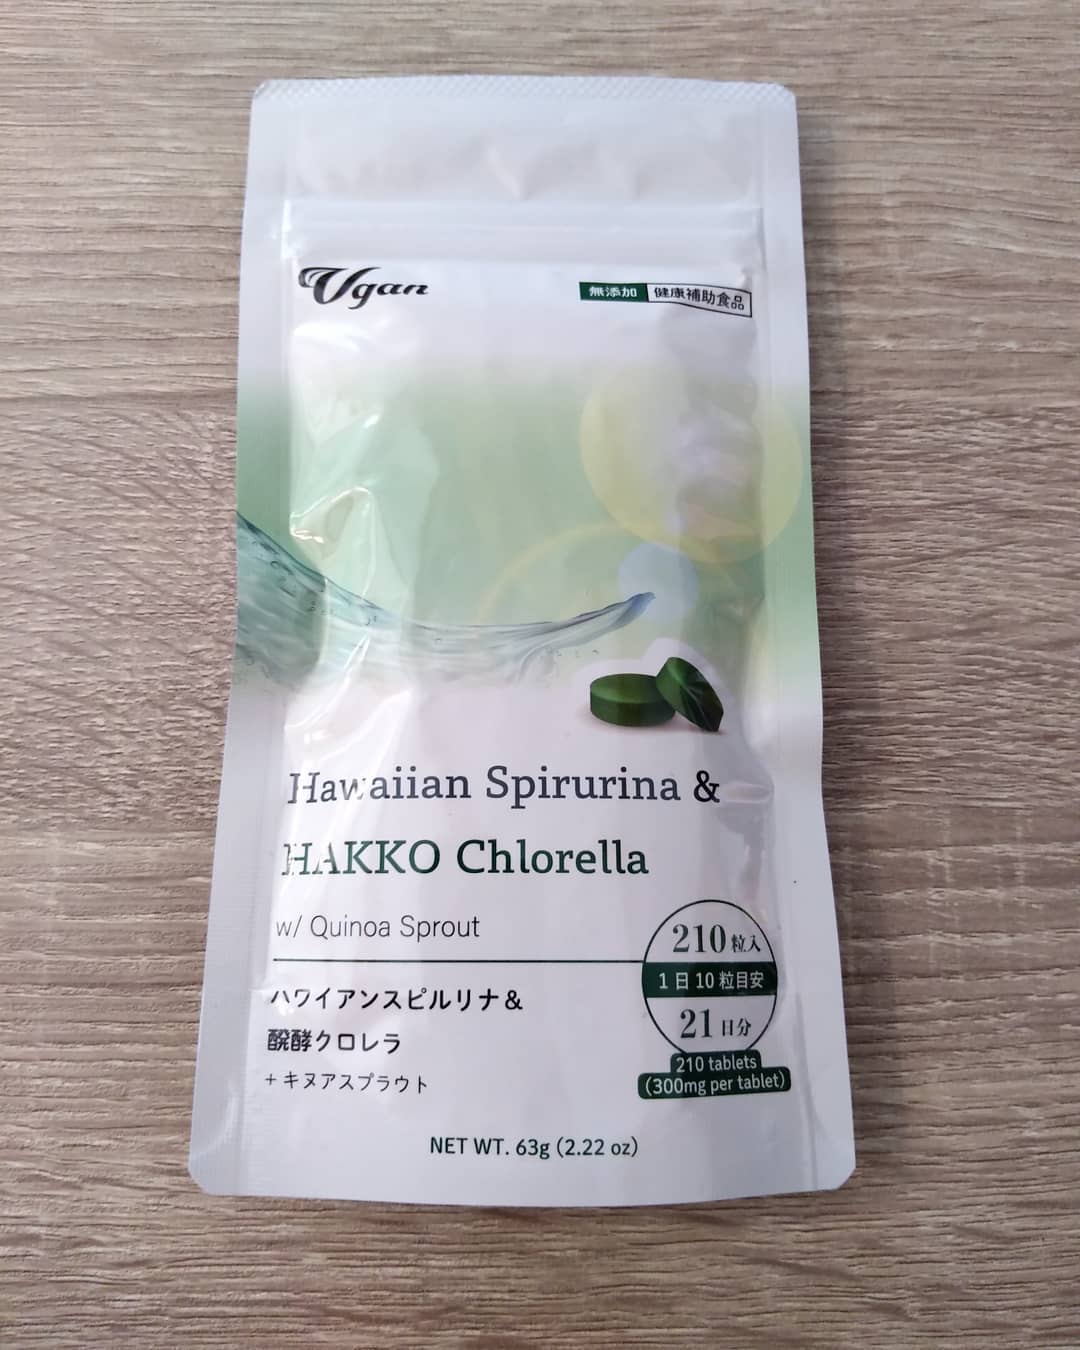 Vgan
無添加 健康補助食品
Hawaiian Spirurina &
HAKKO Chlorella
w/ Quinoa Sprout
ハワイアンスピルリナ&
醗酵クロレラ
+ キヌアスプラウト
210粒入
1日10粒目安
21日分
210 tablets
(300mg per tablet)
NET WT. 63g (2.22 oz)